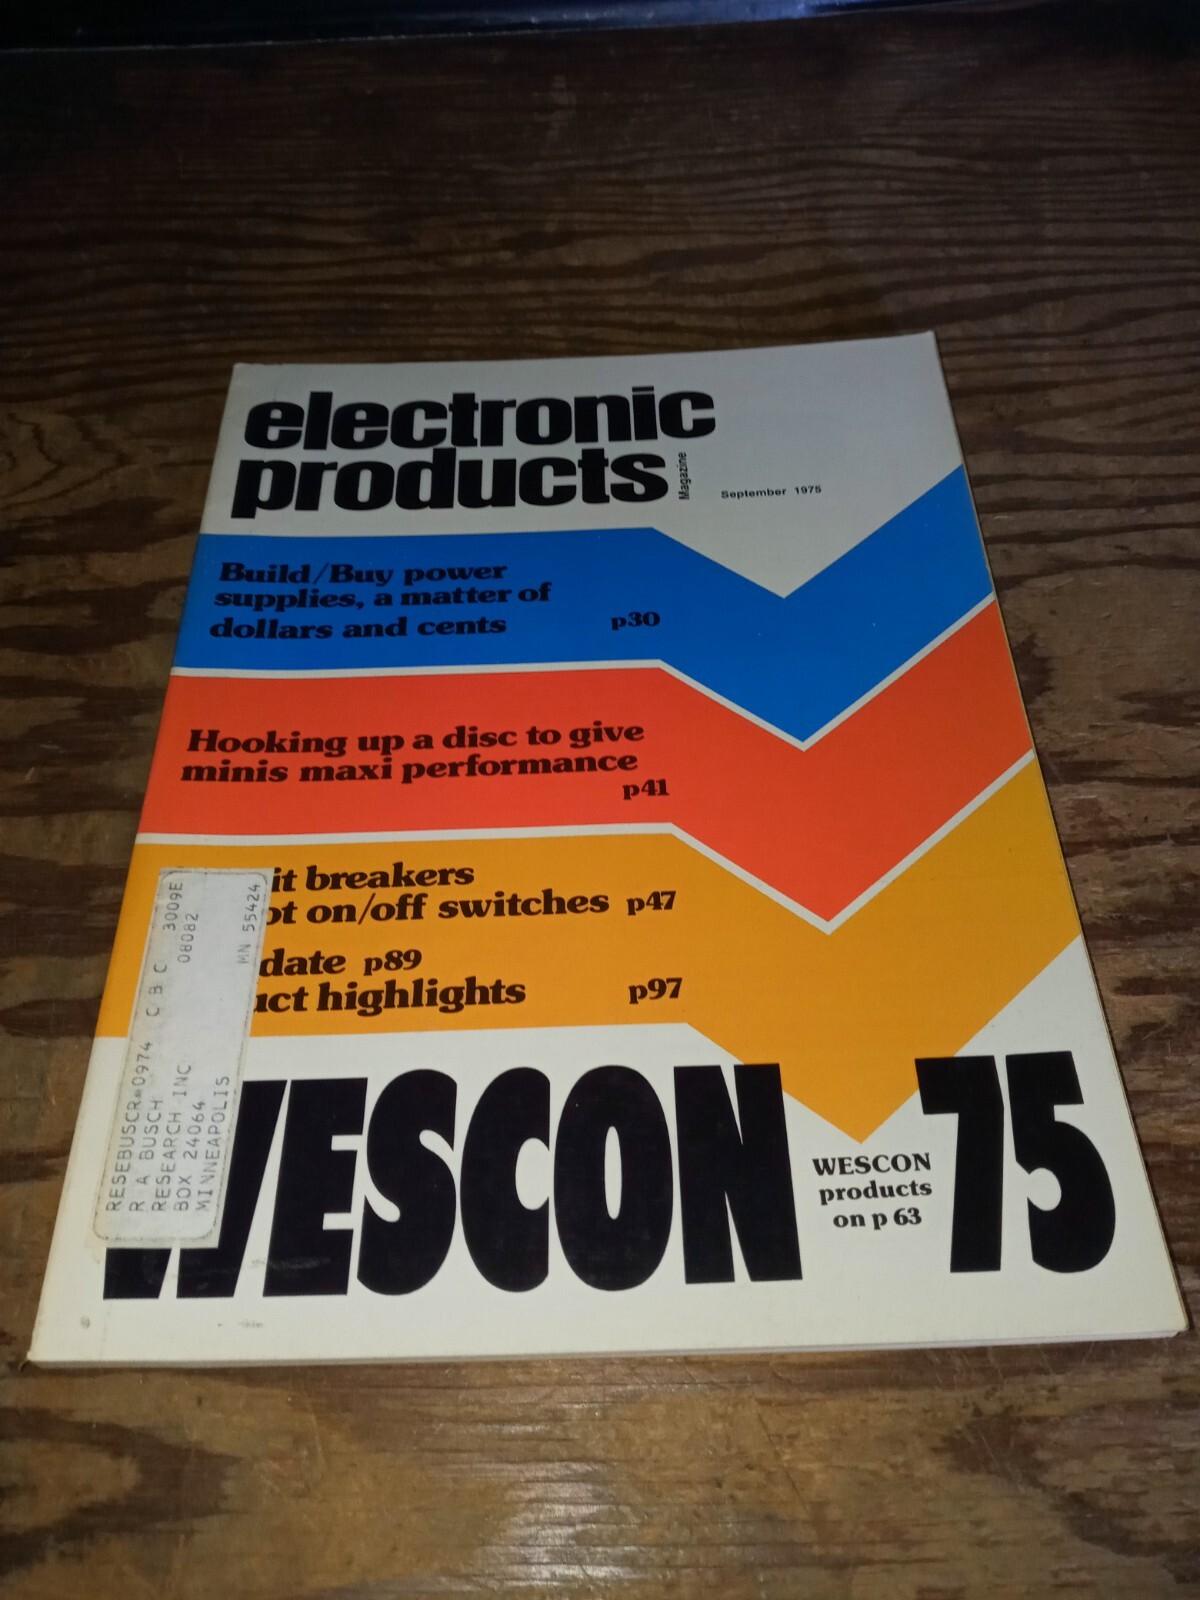 electronic
products
Magazine
September 1975
Build/Buy power
supplies, a matter of
dollars and cents p30
Hooking up a disc to give
minis maxi performance
p41
it breakers
ot on/off switches p47
date p89
uct highlights p97
WESCON 75
WESCON
products
on p 63
RESEBUSCR 0974 C B C 3009E
R A BUSCH 08082
RESEARCH INC
BOX 24064
MINNEAPOLIS MN 55424